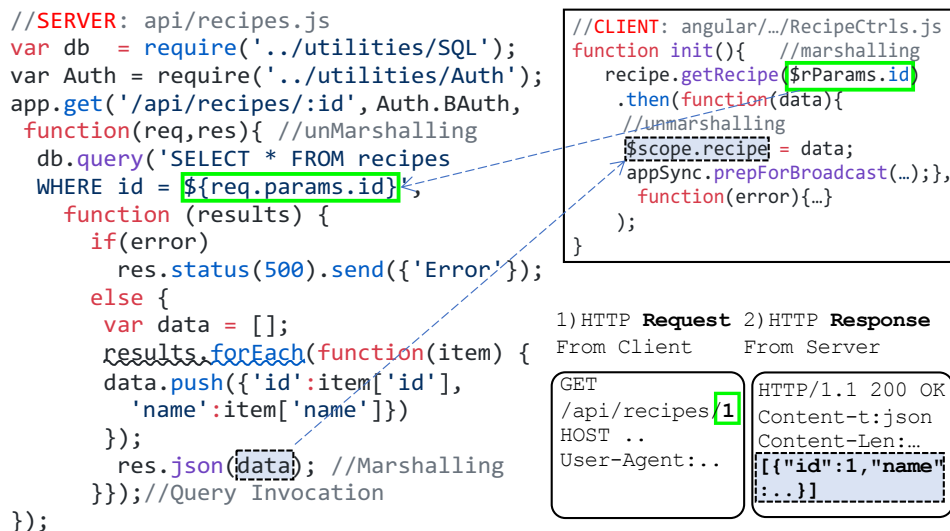 //SERVER: api/recipes.js
var db  = require('../utilities/SQL');
var Auth = require('../utilities/Auth');
app.get('/api/recipes/:id', Auth.BAuth,
function(req,res){ //unMarshalling
db.query('SELECT * FROM recipes
WHERE id = ${req.params.id}',
function (results) {
if(error)
res.status(500).send({'Error'});
else {
var data = [];
results.forEach(function(item) {
data.push({'id':item['id'],
'name':item['name']})
});
res.json(data); //Marshalling
}});//Query Invocation
});
//CLIENT: angular/…/RecipeCtrls.js
function init(){   //marshalling
recipe.getRecipe($rParams.id)
.then(function(data){
//unmarshalling
$scope.recipe = data;
appSync.prepForBroadcast(…);},
function(error){…}
);
}
1)HTTP Request 2)HTTP Response
From Client From Server
GET
/api/recipes/1
HOST ..
User-Agent:..
HTTP/1.1 200 OK
Content-t:json
Content-Len:…
[{"id":1,"name"
:..}]